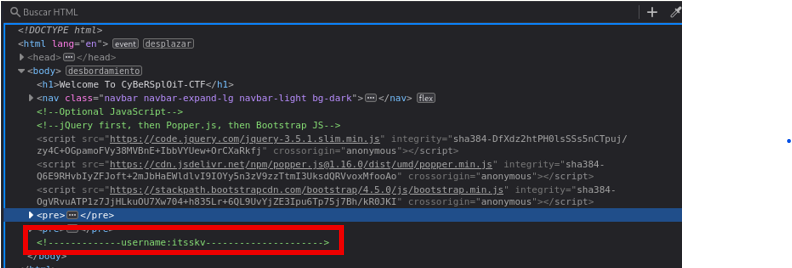 Buscar HTML
<!DOCTYPE html>
<html lang="en"> event desplazar
<head> ••• </head>
<body> desbordamiento
<h1>Welcome To CyBeRSplOiT-CTF</h1>
<nav class="navbar navbar-expand-lg navbar-light bg-dark"> ••• </nav> flex
<!--Optional JavaScript-->
<!--jQuery first, then Popper.js, then Bootstrap JS-->
<script src="https://code.jquery.com/jquery-3.5.1.slim.min.js" integrity="sha384-DfXdz2htPH0lsSSs5nCTpuj/
zy4C+OGpamoFVy38MVBnE+IbbVYUew+OrCXaRkfj" crossorigin="anonymous"></script>
<script src="https://cdn.jsdelivr.net/npm/popper.js@1.16.0/dist/umd/popper.min.js" integrity="sha384-
Q6E9RHvbIyZFJoft+2mJbHaEWldlvI9IOYy5n3zV9zzTtmI3UksdQRVvoxMfooAo" crossorigin="anonymous"></script>
<script src="https://stackpath.bootstrapcdn.com/bootstrap/4.5.0/js/bootstrap.min.js" integrity="sha384-
OgVRvuATP1z7JjHLkuOU7Xw704+h835Lr+6QL9UvYjZE3Ipu6Tp75j7Bh/kR0JKI" crossorigin="anonymous"></script>
<pre> ••• </pre>
<pre> ••• </pre>
<!-------------username:itsskv--------------------->
</body>
</html>